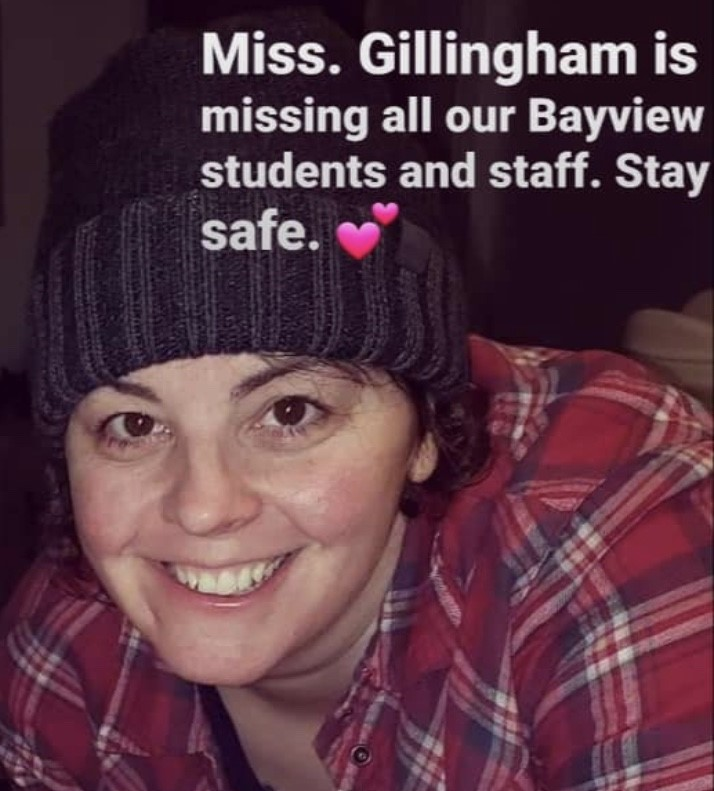 Miss. Gillingham is
missing all our Bayview
students and staff. Stay
safe. 💕